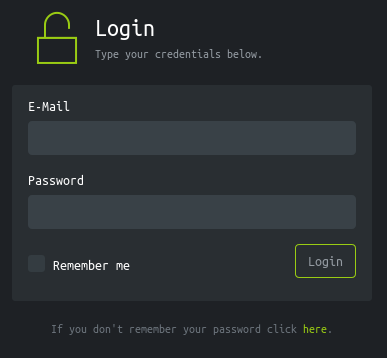 Login
Type your credentials below.
E-Mail
Password
Remember me
Login
If you don't remember your password click here.